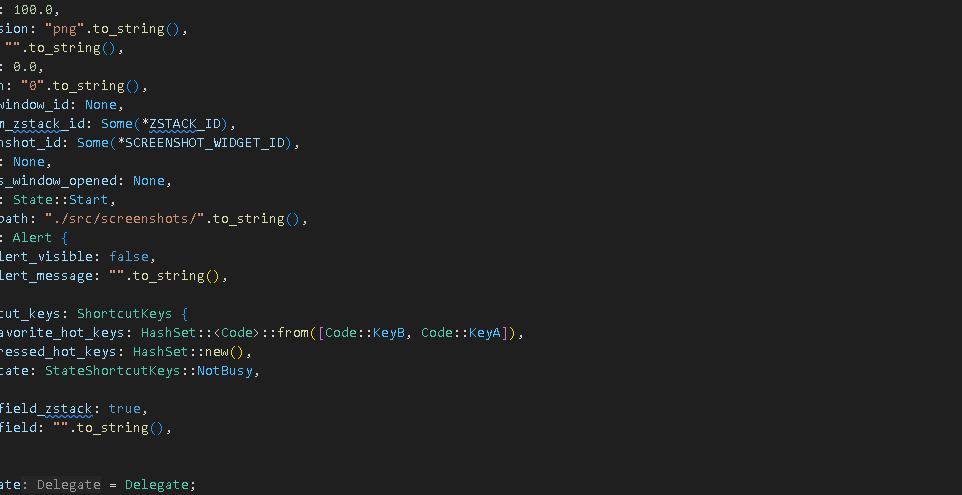 : 100.0,
sion: "png".to_string(),
"".to_string(),
: 0.0,
n: "0".to_string(),
window_id: None,
m_zstack_id: Some(*ZSTACK_ID),
nshot_id: Some(*SCREENSHOT_WIDGET_ID),
: None,
s_window_opened: None,
: State::Start,
path: "./src/screenshots/".to_string(),
: Alert {
lert_visible: false,
lert_message: "".to_string(),
cut_keys: ShortcutKeys {
avorite_hot_keys: HashSet::<Code>::from([Code::KeyB, Code::KeyA]),
ressed_hot_keys: HashSet::new(),
tate: StateShortcutKeys::NotBusy,
field_zstack: true,
field: "".to_string(),
ate: Delegate = Delegate;